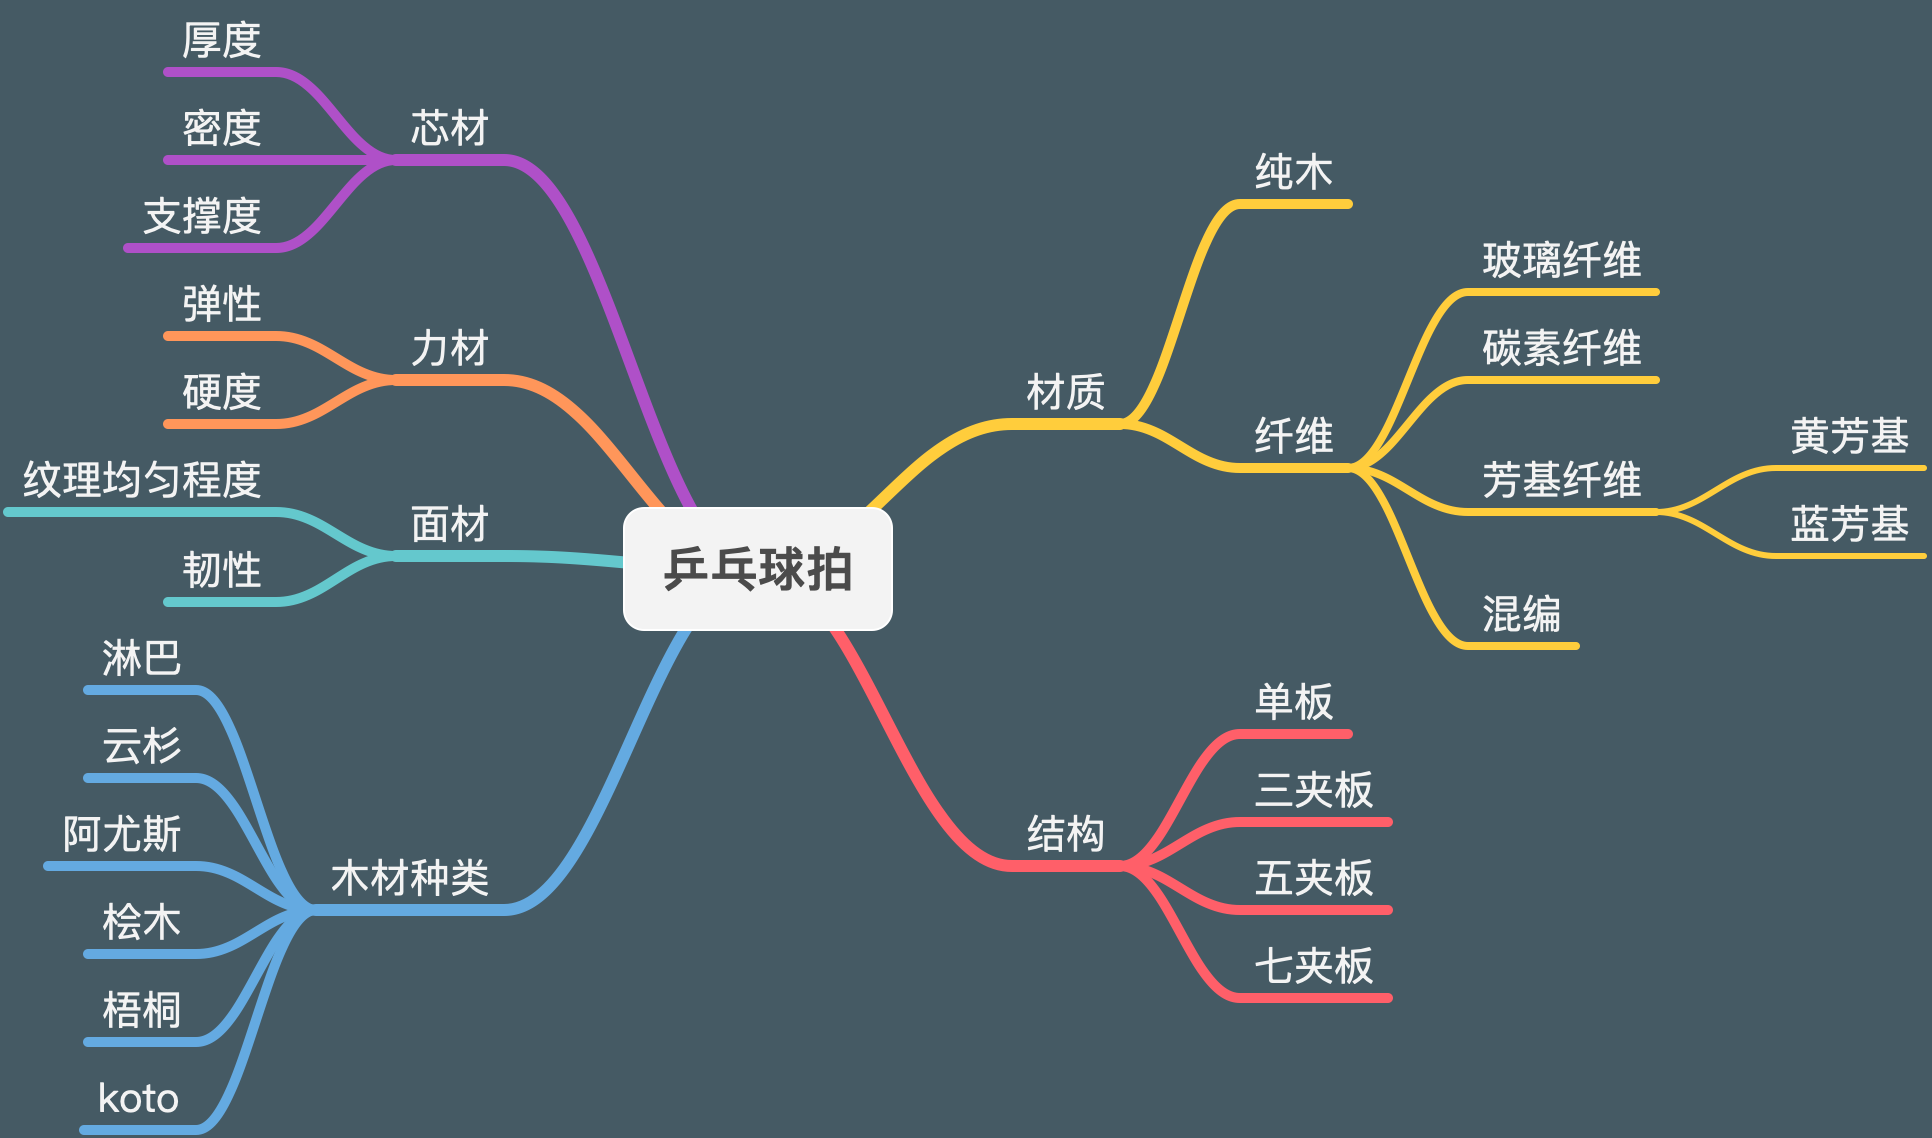 乒乓球拍
材质
纯木
纤维
玻璃纤维
碳素纤维
芳基纤维
黄芳基
蓝芳基
混编
结构
单板
三夹板
五夹板
七夹板
芯材
厚度
密度
支撑度
力材
弹性
硬度
面材
纹理均匀程度
韧性
木材种类
淋巴
云杉
阿尤斯
桧木
梧桐
koto